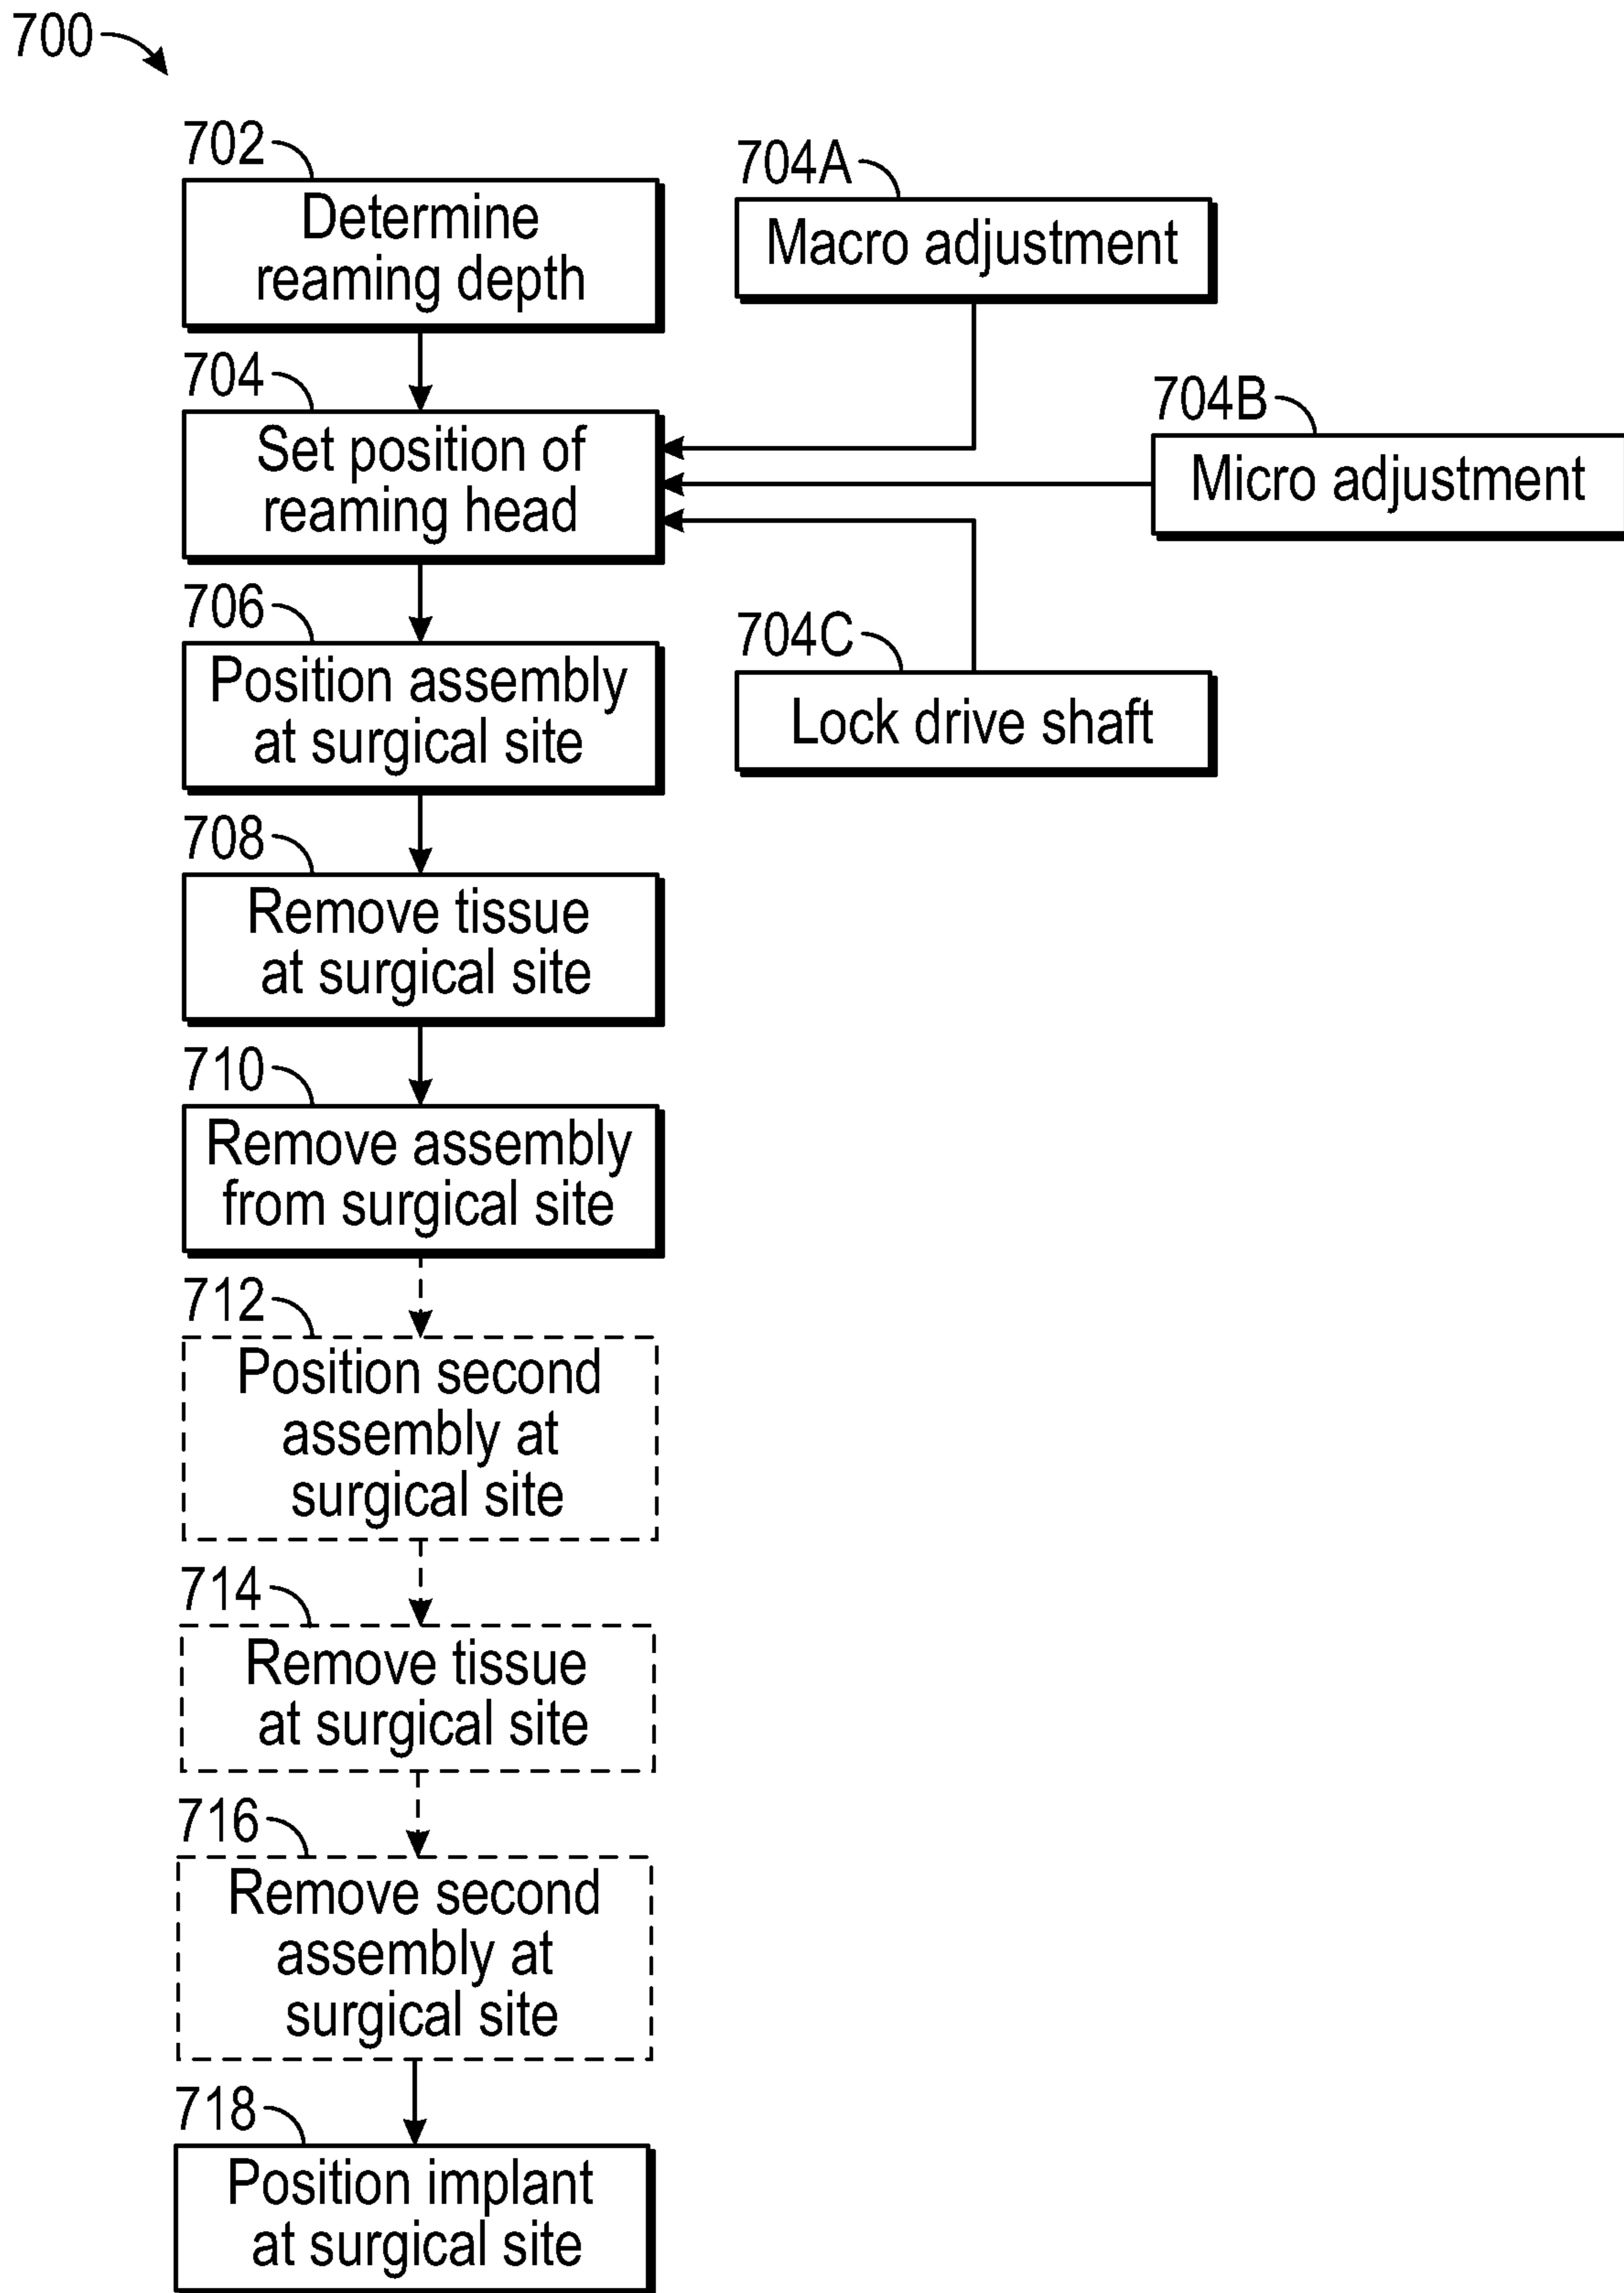 700
702
Determine
reaming depth
704A
Macro adjustment
704
Set position of
reaming head
704B
Micro adjustment
706
Position assembly
at surgical site
704C
Lock drive shaft
708
Remove tissue
at surgical site
710
Remove assembly
from surgical site
712
Position second
assembly at
surgical site
714
Remove tissue
at surgical site
716
Remove second
assembly at
surgical site
718
Position implant
at surgical site